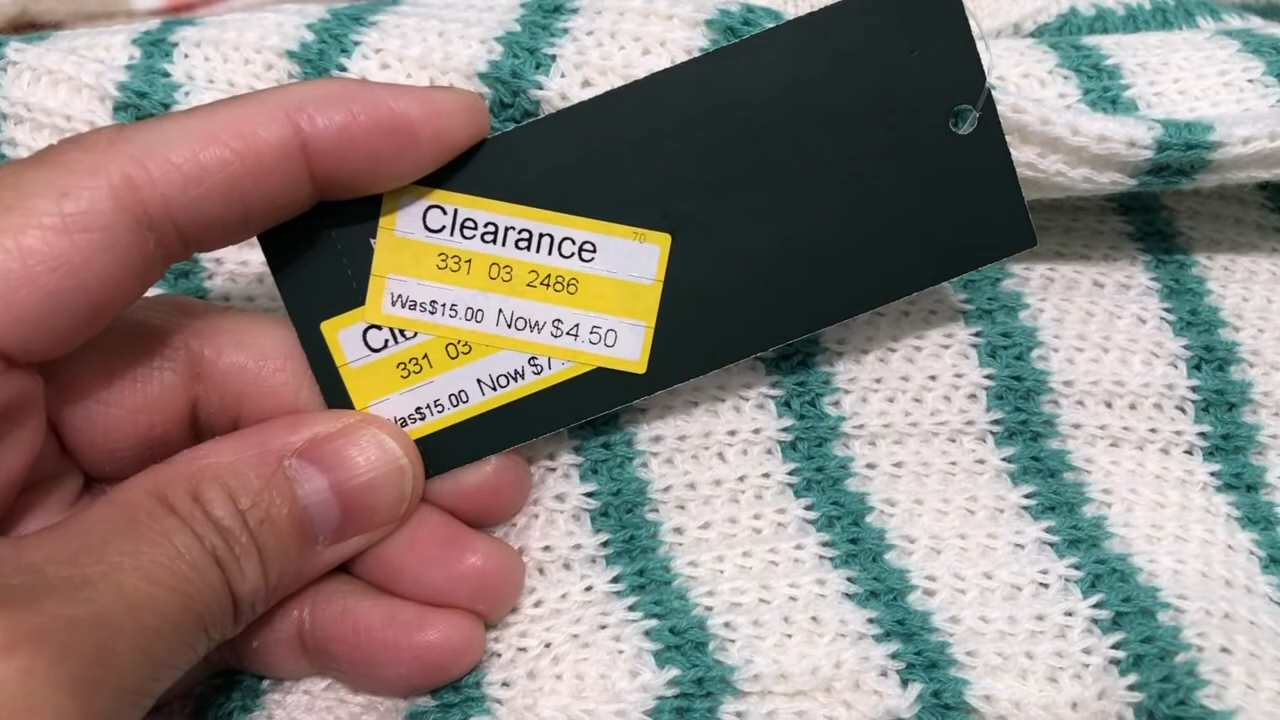 Clearance 70
331 03 2486
Was$15.00 Now $4.50
331 03
Was$15.00 Now $7.